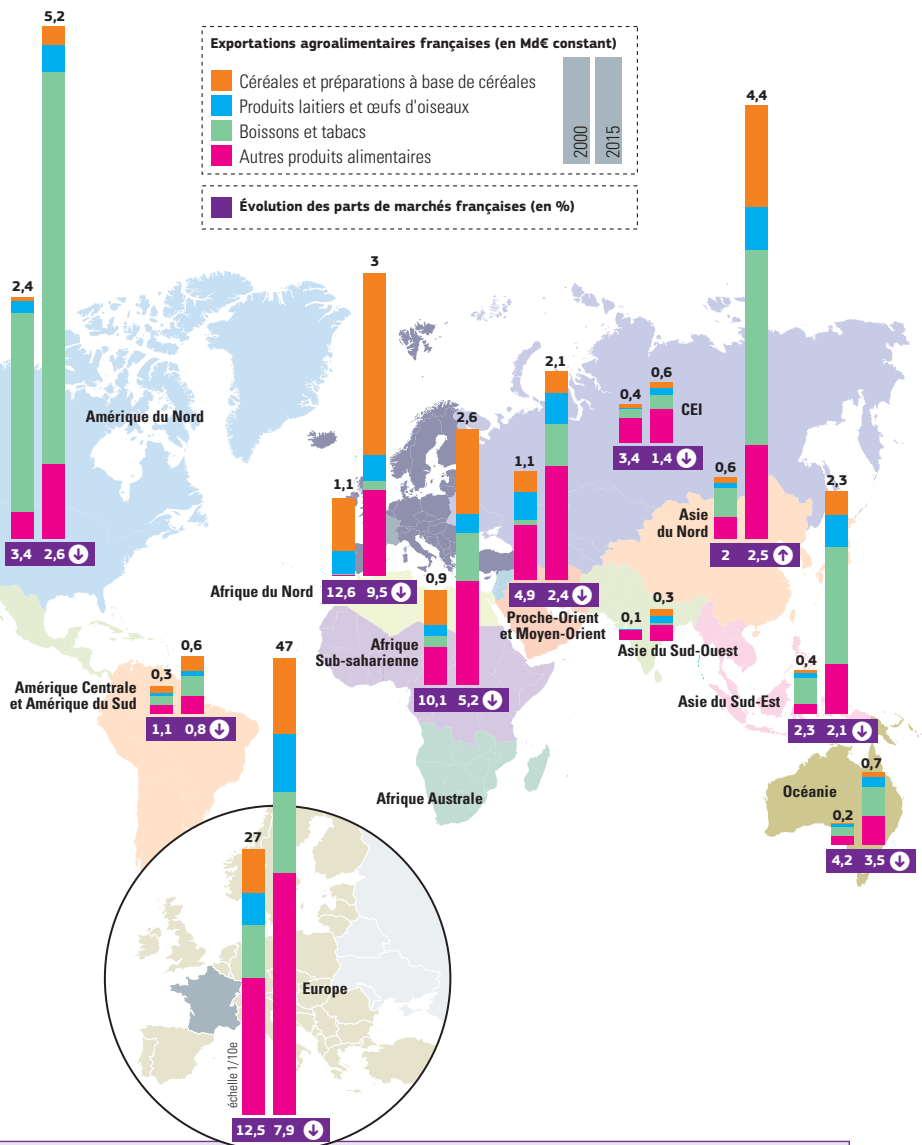 Exportations agroalimentaires françaises (en Md€ constant)
Céréales et préparations à base de céréales
Produits laitiers et œufs d'oiseaux
Boissons et tabacs
Autres produits alimentaires
2000
2015
Évolution des parts de marchés françaises (en %)
5,2
2,4
Amérique du Nord
3,4 2,6
3
1,1
Afrique du Nord
12,6 9,5
2,6
0,9
Afrique
Sub-saharienne
10,1 5,2
2,1
1,1
4,9 2,4
Proche-Orient
et Moyen-Orient
0,6
0,4
CEI
3,4 1,4
4,4
0,6
Asie
du Nord
2 2,5
0,3
0,1
Asie du Sud-Ouest
2,3
0,4
Asie du Sud-Est
2,3 2,1
0,6
0,3
Amérique Centrale
et Amérique du Sud
1,1 0,8
Afrique Australe
0,7
0,2
Océanie
4,2 3,5
47
27
Europe
échelle 1/10e
12,5 7,9